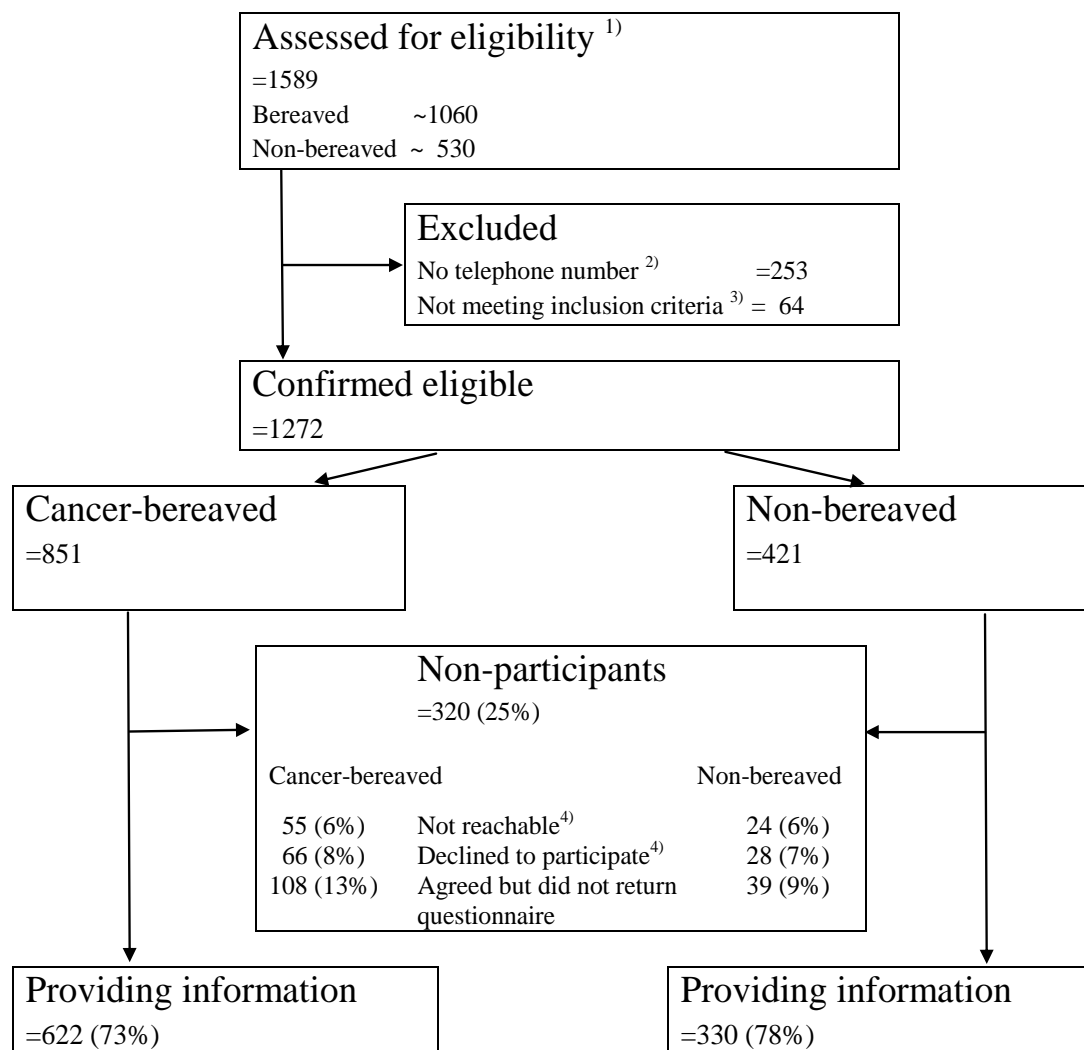 Assessed for eligibility 1)
=1589
Bereaved ~1060
Non-bereaved ~ 530
Excluded
No telephone number 2) =253
Not meeting inclusion criteria 3) = 64
Confirmed eligible
=1272
Cancer-bereaved
=851
Non-bereaved
=421
Non-participants
=320 (25%)
Cancer-bereaved Non-bereaved
55 (6%) Not reachable4) 24 (6%)
66 (8%) Declined to participate4) 28 (7%)
108 (13%) Agreed but did not return 39 (9%)
questionnaire
Providing information
=622 (73%)
Providing information
=330 (78%)